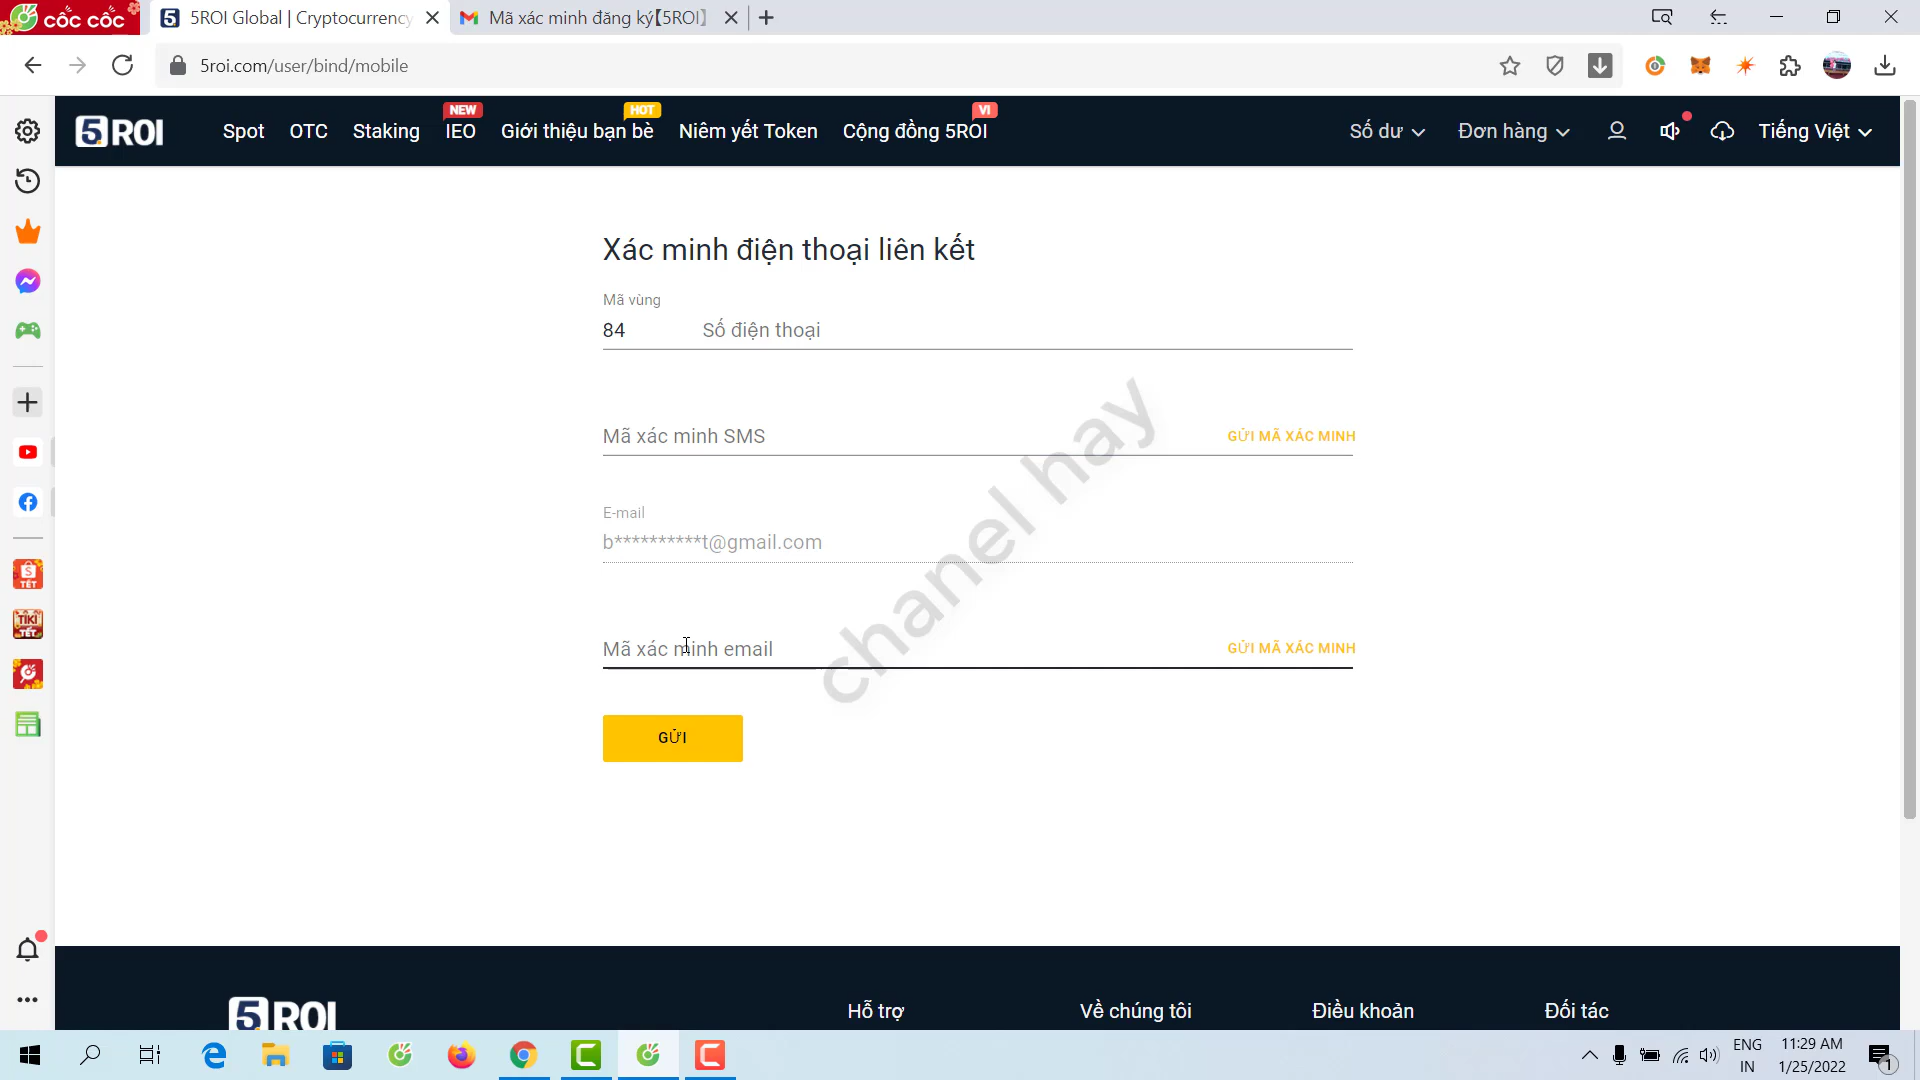 cốc cốc
5ROI Global | Cryptocurrency
Mã xác minh đăng ký【5ROI】
5roi.com/user/bind/mobile
NEW
HOT
VI
5ROI
Spot
OTC
Staking
IEO
Giới thiệu bạn bè
Niêm yết Token
Cộng đồng 5ROI
Số dư
Đơn hàng
Tiếng Việt
Xác minh điện thoại liên kết
Mã vùng
84
Số điện thoại
Mã xác minh SMS
GỬI MÃ XÁC MINH
E-mail
b**********t@gmail.com
Mã xác minh email
GỬI MÃ XÁC MINH
GỬI
chanel hay
TẾT
TIKI
TẾT
5ROI
Hỗ trợ
Về chúng tôi
Điều khoản
Đối tác
ENG
IN
11:29 AM
1/25/2022
1